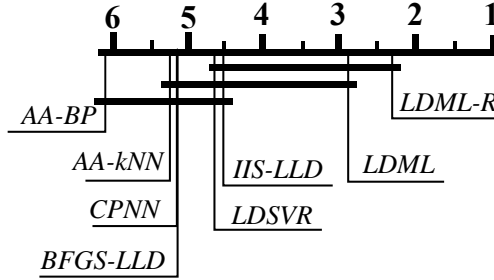 6 5 4 3 2 1
AA-BP
LDML-R
AA-kNN
IIS-LLD
LDML
CPNN
LDSVR
BFGS-LLD